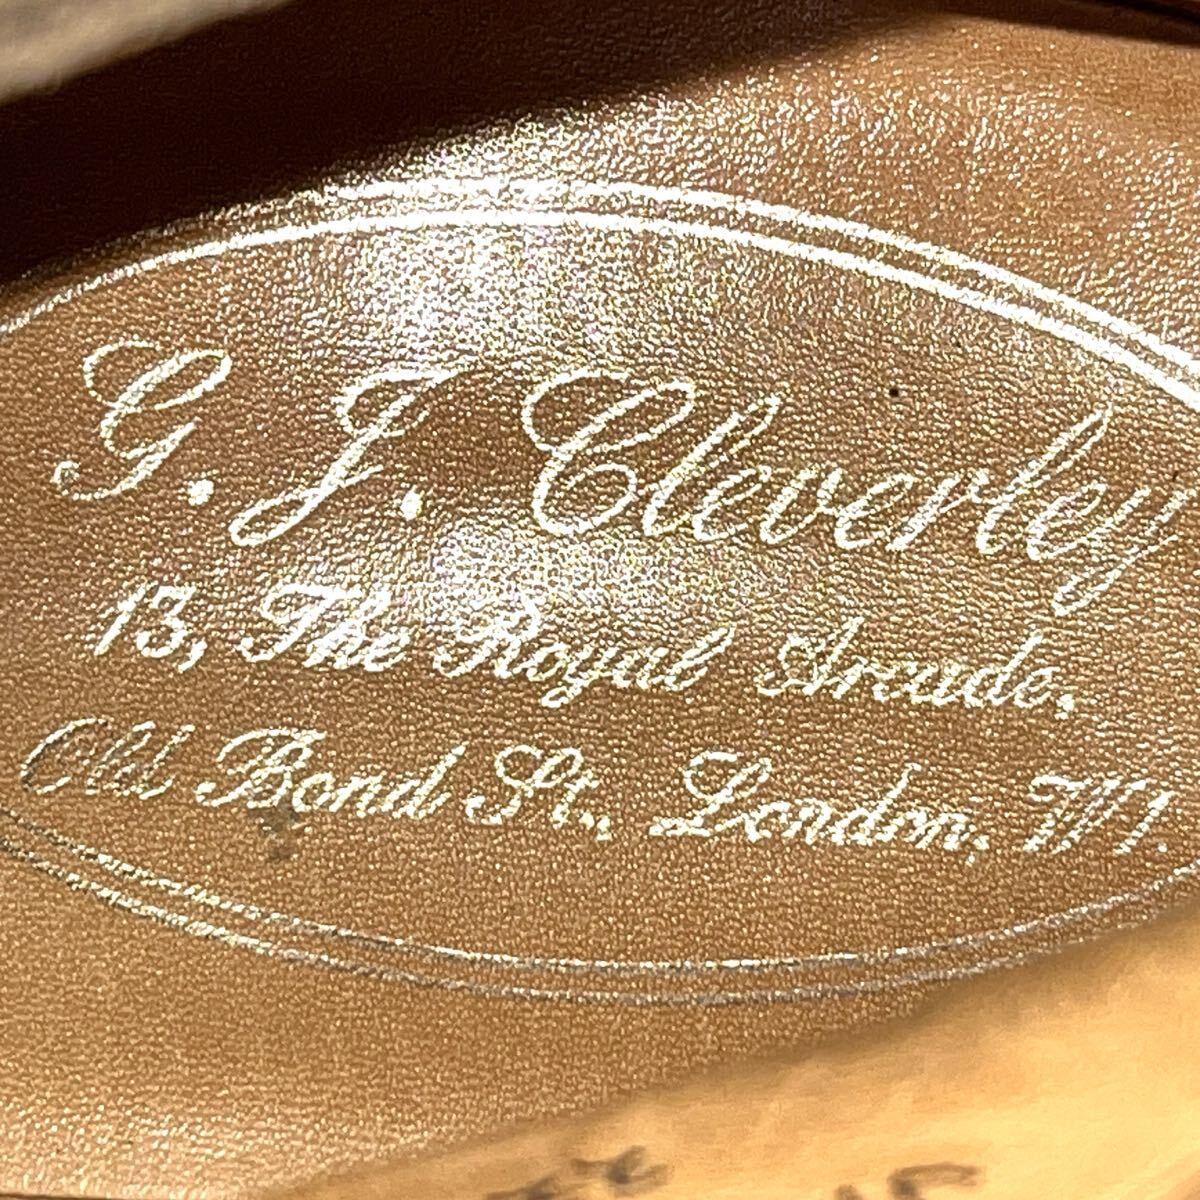 G. J. Cleverley
13, The Royal Arcade,
Old Bond St., London, W1.